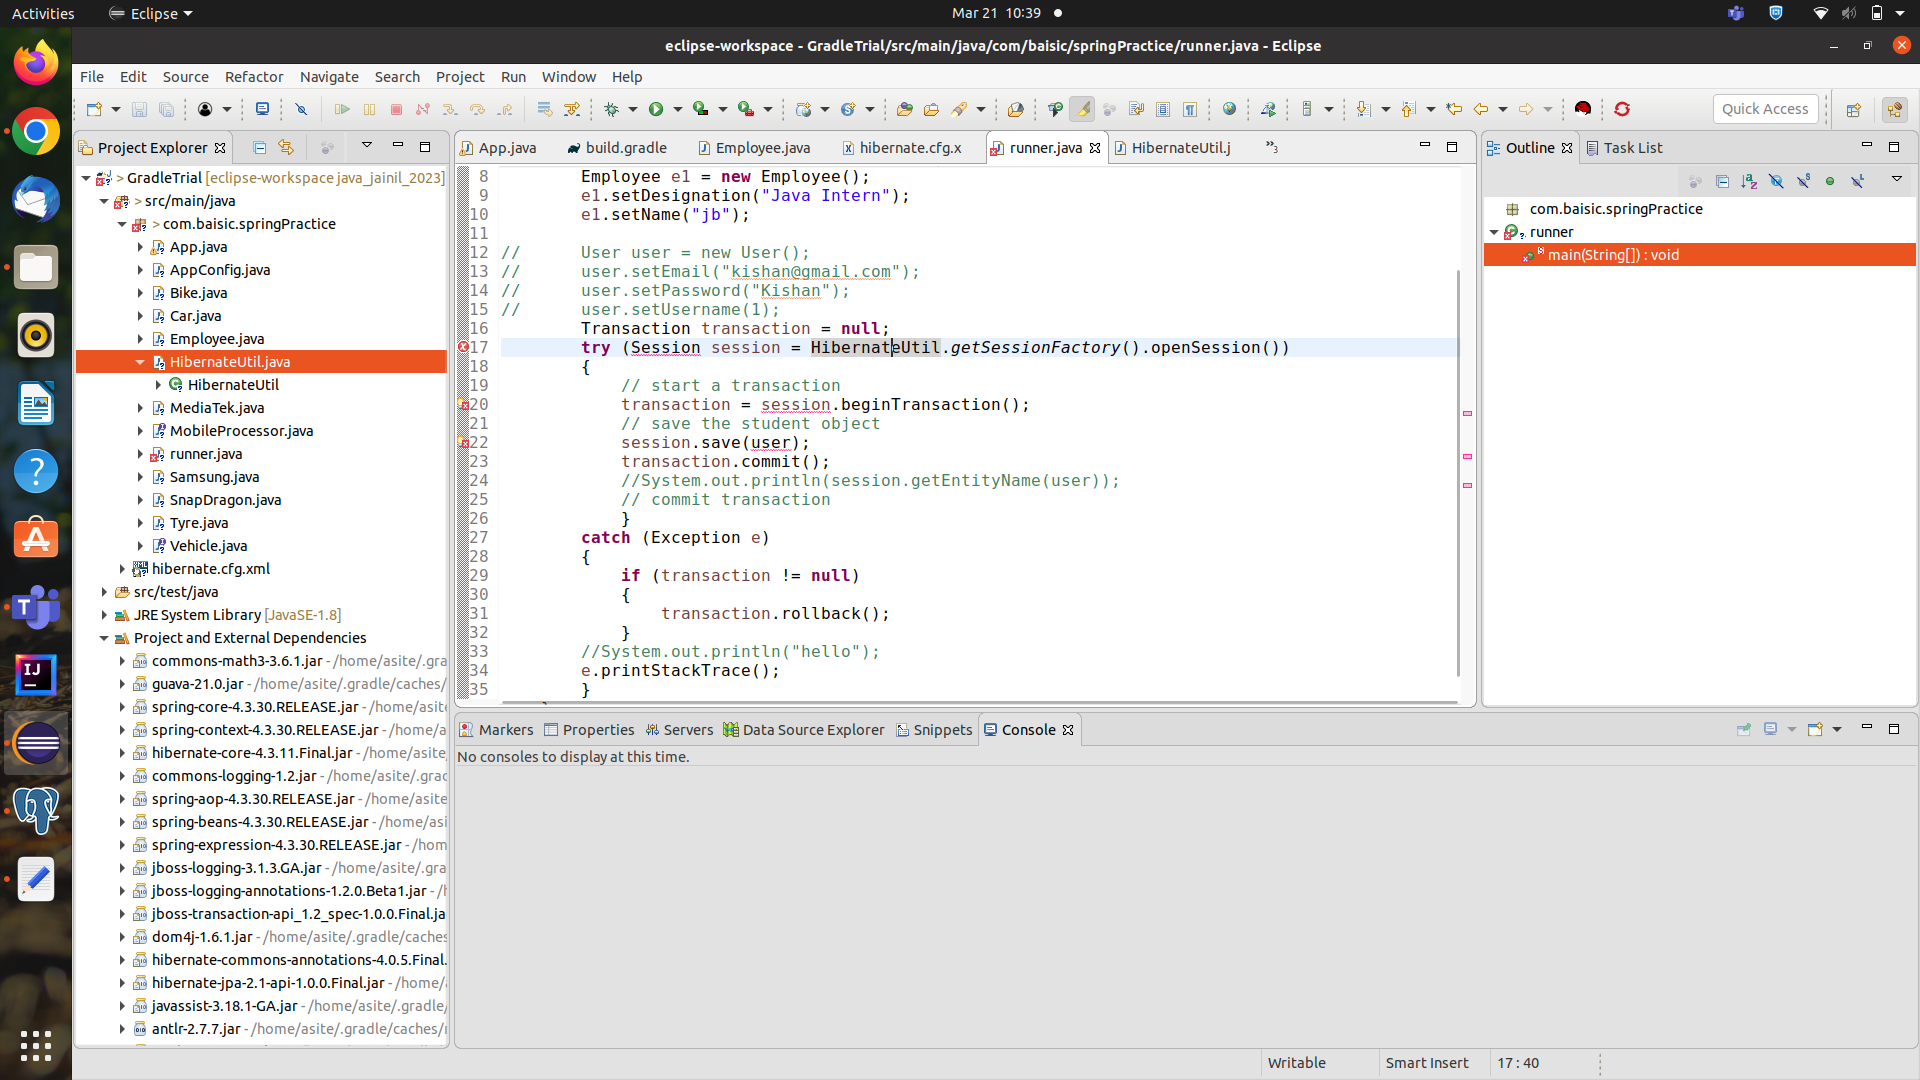 Activities
Eclipse
Mar 21 10:39
eclipse-workspace - GradleTrial/src/main/java/com/baisic/springPractice/runner.java - Eclipse
File Edit Source Refactor Navigate Search Project Run Window Help
Quick Access
Project Explorer
> GradleTrial [eclipse-workspace java_jainil_2023]
> src/main/java
> com.baisic.springPractice
App.java
AppConfig.java
Bike.java
Car.java
Employee.java
HibernateUtil.java
HibernateUtil
MediaTek.java
MobileProcessor.java
runner.java
Samsung.java
SnapDragon.java
Tyre.java
Vehicle.java
hibernate.cfg.xml
src/test/java
JRE System Library [JavaSE-1.8]
Project and External Dependencies
commons-math3-3.6.1.jar - /home/asite/.gra
guava-21.0.jar - /home/asite/.gradle/caches/
spring-core-4.3.30.RELEASE.jar - /home/asit
spring-context-4.3.30.RELEASE.jar - /home/a
hibernate-core-4.3.11.Final.jar - /home/asite
commons-logging-1.2.jar - /home/asite/.grac
spring-aop-4.3.30.RELEASE.jar - /home/asite
spring-beans-4.3.30.RELEASE.jar - /home/asi
spring-expression-4.3.30.RELEASE.jar - /hom
jboss-logging-3.1.3.GA.jar - /home/asite/.gra
jboss-logging-annotations-1.2.0.Beta1.jar - /h
jboss-transaction-api_1.2_spec-1.0.0.Final.ja
dom4j-1.6.1.jar - /home/asite/.gradle/caches
hibernate-commons-annotations-4.0.5.Final.
hibernate-jpa-2.1-api-1.0.0.Final.jar - /home/
javassist-3.18.1-GA.jar - /home/asite/.gradle/
antlr-2.7.7.jar - /home/asite/.gradle/caches/
App.java build.gradle Employee.java hibernate.cfg.x runner.java HibernateUtil.j »3
8 Employee e1 = new Employee();
9 e1.setDesignation("Java Intern");
10 e1.setName("jb");
11
12 // User user = new User();
13 // user.setEmail("kishan@gmail.com");
14 // user.setPassword("Kishan");
15 // user.setUsername(1);
16 Transaction transaction = null;
17 try (Session session = HibernateUtil.getSessionFactory().openSession())
18 {
19 // start a transaction
20 transaction = session.beginTransaction();
21 // save the student object
22 session.save(user);
23 transaction.commit();
24 //System.out.println(session.getEntityName(user));
25 // commit transaction
26 }
27 catch (Exception e)
28 {
29 if (transaction != null)
30 {
31 transaction.rollback();
32 }
33 //System.out.println("hello");
34 e.printStackTrace();
35 }
Outline Task List
com.baisic.springPractice
runner
main(String[]) : void
Markers Properties Servers Data Source Explorer Snippets Console
No consoles to display at this time.
Writable Smart Insert 17 : 40